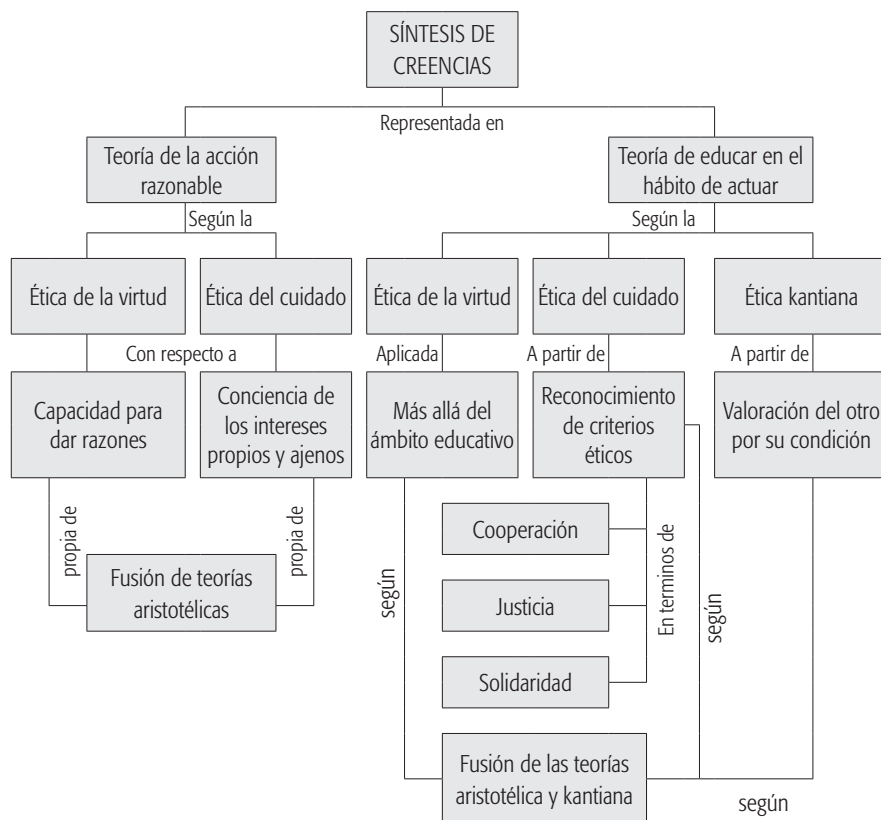 SÍNTESIS DE
CREENCIAS
Representada en
Teoría de la acción
razonable
Teoría de educar en el
hábito de actuar
Según la
Según la
Ética de la virtud
Ética del cuidado
Ética de la virtud
Ética del cuidado
Ética kantiana
Con respecto a
Aplicada
A partir de
A partir de
Capacidad para
dar razones
Conciencia de
los intereses
propios y ajenos
Más allá del
ámbito educativo
Reconocimiento
de criterios
éticos
Valoración del otro
por su condición
propia de
propia de
Fusión de teorías
aristotélicas
según
Cooperación
Justicia
Solidaridad
En terminos de
según
Fusión de las teorías
aristotélica y kantiana
según